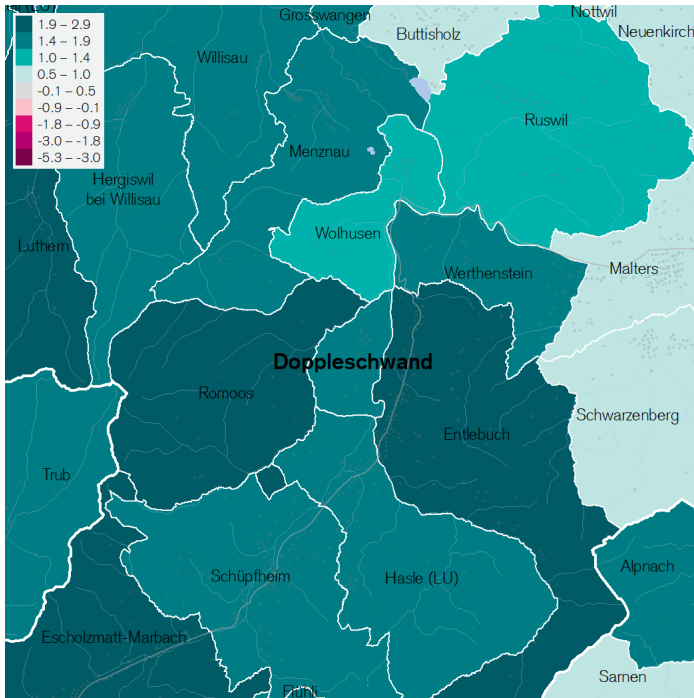 Grosswangen
Nottwil
Buttisholz
Neuenkirch
Willisau
1.9 – 2.9
1.4 – 1.9
1.0 – 1.4
0.5 – 1.0
-0.1 – 0.5
-0.9 – -0.1
-1.8 – -0.9
-3.0 – -1.8
-5.3 – -3.0
Ruswil
Menznau
Hergiswil
bei Willisau
Wolhusen
Luthern
Werthenstein
Malters
Doppleschwand
Romoos
Schwarzenberg
Entlebuch
Trub
Alpnach
Schüpfheim
Hasle (LU)
Escholzmatt-Marbach
Sarnen
Flühli